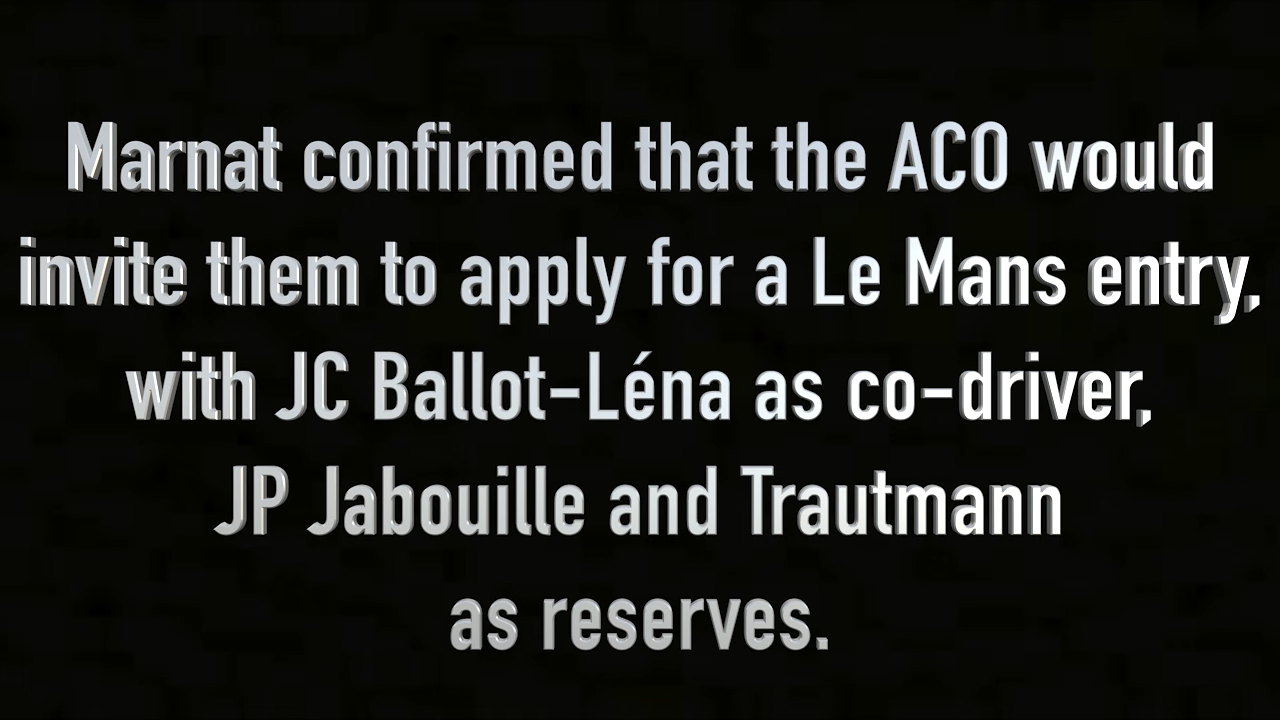 Marnat confirmed that the ACO would
invite them to apply for a Le Mans entry,
with JC Ballot-Léna as co-driver,
JP Jabouille and Trautmann
as reserves.